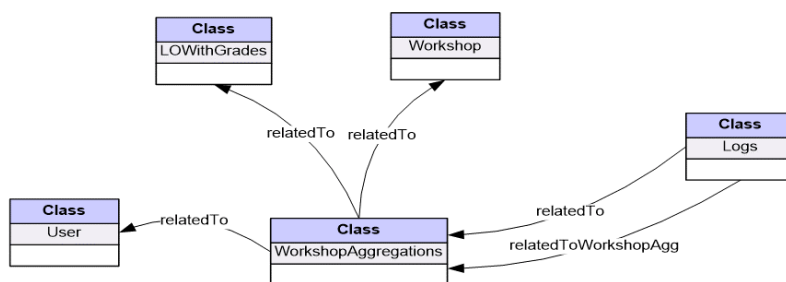 Class
LOWithGrades
Class
Workshop
relatedTo
relatedTo
Class
Logs
Class
User
relatedTo
Class
WorkshopAggregations
relatedTo
relatedToWorkshopAgg